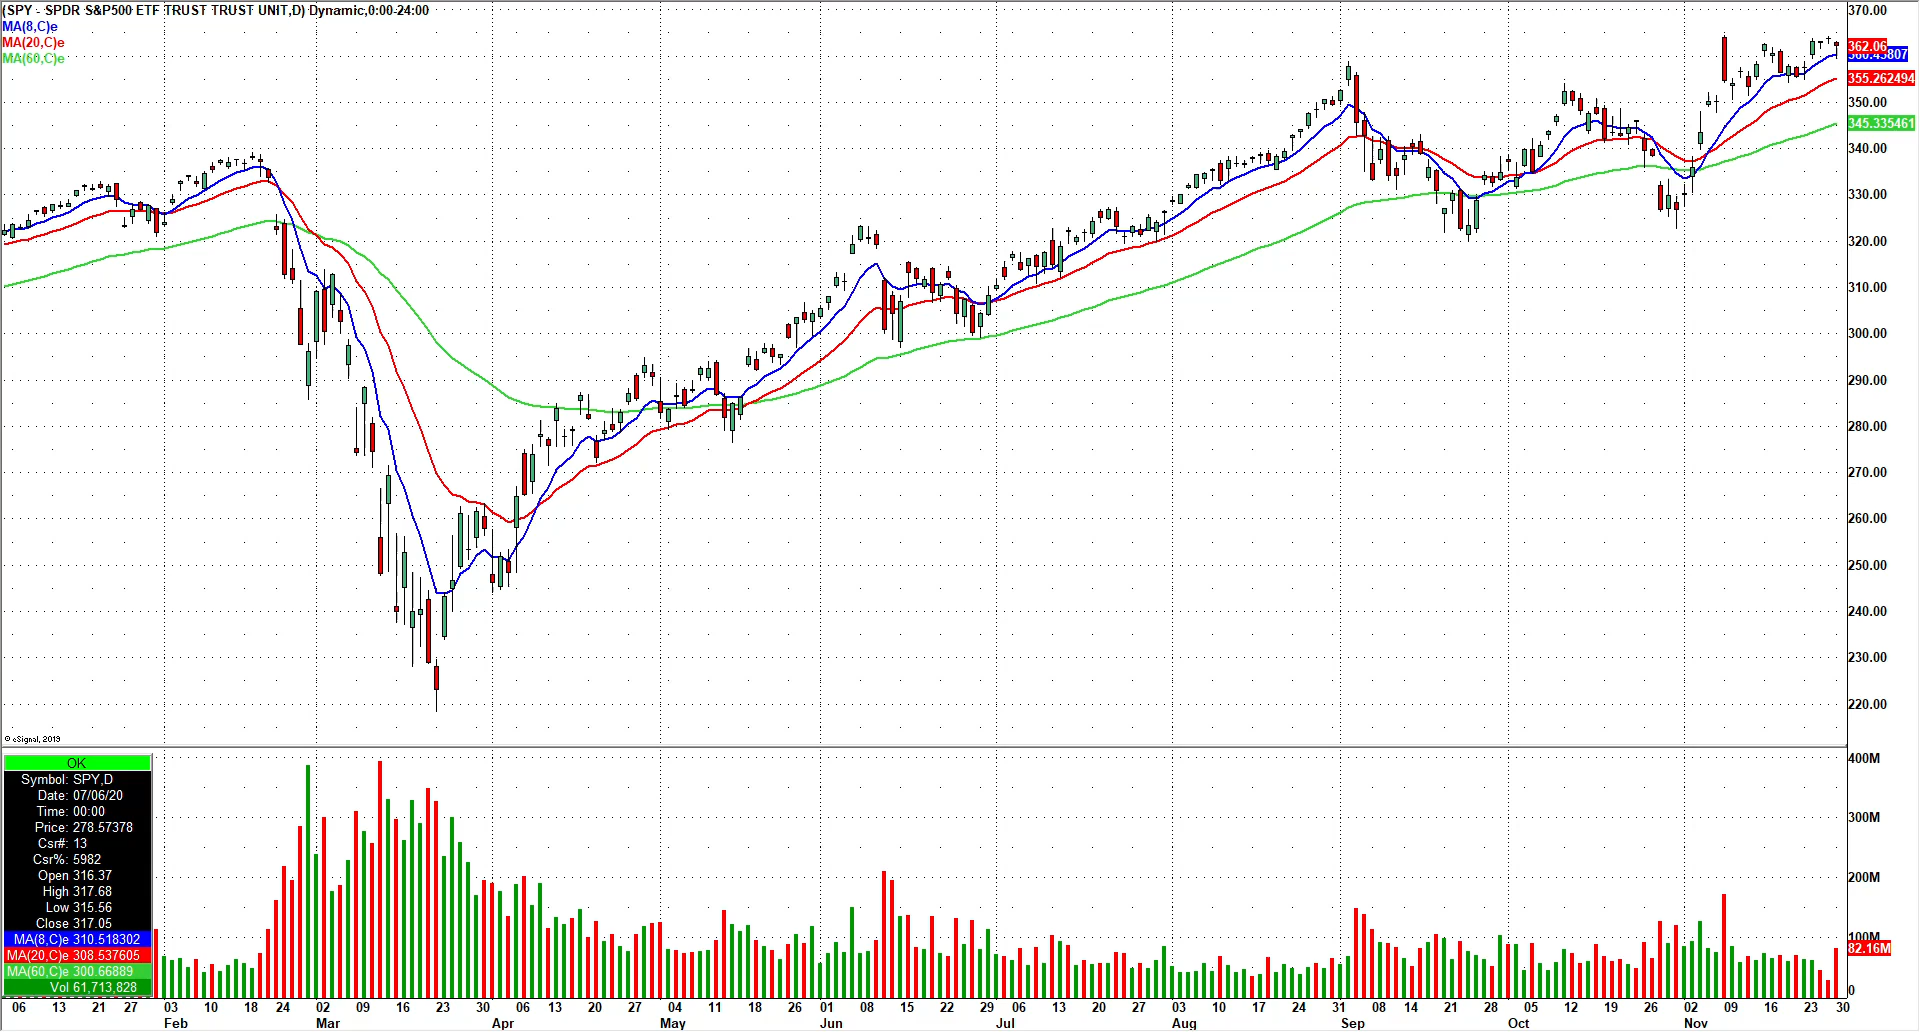 (SPY - SPDR S&P500 ETF TRUST TRUST UNIT,D) Dynamic,0:00-24:00
MA(8,C)e
MA(20,C)e
MA(60,C)e
370.00
362.06
355.262494
350.00
345.335461
340.00
330.00
320.00
310.00
300.00
290.00
280.00
270.00
260.00
250.00
240.00
230.00
220.00
© eSignal, 2019
OK
Symbol: SPY,D
Date: 07/06/20
Time: 00:00
Price: 278.57378
Csr#: 13
Csr%: 5982
Open 316.37
High 317.68
Low 315.56
Close 317.05
MA(8,C)e 310.518302
MA(20,C)e 308.537605
MA(60,C)e 300.66889
Vol 61,713,828
400M
300M
200M
100M
82.16M
0
06 13 21 27 03 10 18 24 02 09 16 23 30 06 13 20 27 04 11 18 26 01 08 15 22 29 06 13 20 27 03 10 17 24 31 08 14 21 28 05 12 19 26 02 09 16 23 30
Feb Mar Apr May Jun Jul Aug Sep Oct Nov